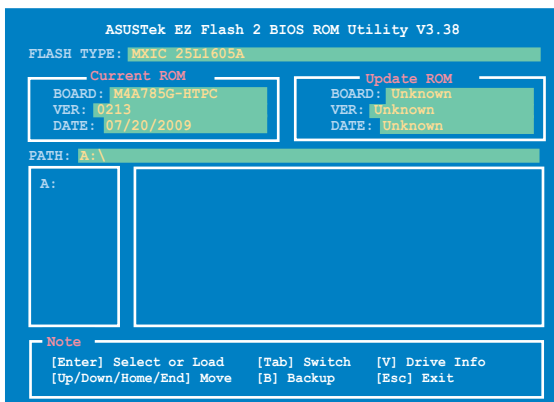 ASUSTek EZ Flash 2 BIOS ROM Utility V3.38
FLASH TYPE: MXIC 25L1605A
Current ROM
BOARD: M4A785G-HTPC
VER: 0213
DATE: 07/20/2009
Update ROM
BOARD: Unknown
VER: Unknown
DATE: Unknown
PATH: A:\
A:
Note
[Enter] Select or Load [Tab] Switch [V] Drive Info
[Up/Down/Home/End] Move [B] Backup [Esc] Exit